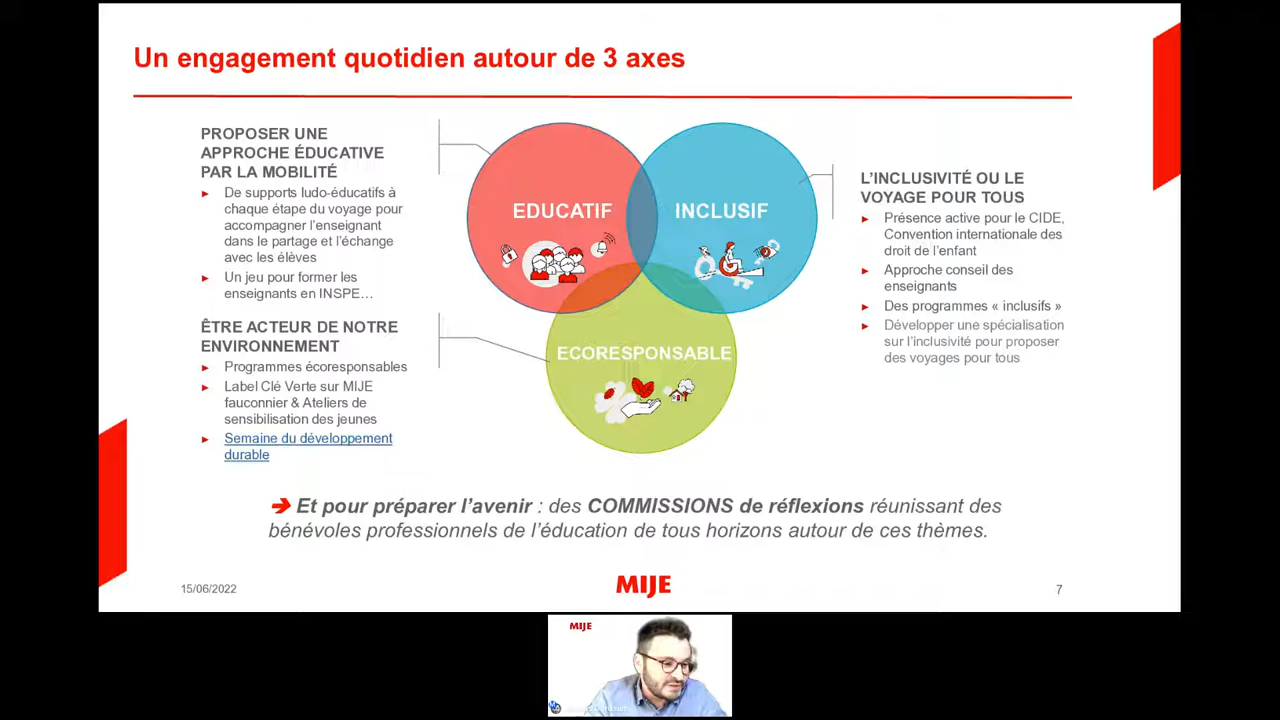 Un engagement quotidien autour de 3 axes
PROPOSER UNE
APPROCHE ÉDUCATIVE
PAR LA MOBILITÉ
► De supports ludo-éducatifs à
chaque étape du voyage pour
accompagner l'enseignant
dans le partage et l'échange
avec les élèves
► Un jeu pour former les
enseignants en INSPE…
ÊTRE ACTEUR DE NOTRE
ENVIRONNEMENT
► Programmes écoresponsables
► Label Clé Verte sur MIJE
fauconnier & Ateliers de
sensibilisation des jeunes
► Semaine du développement
durable
EDUCATIF
INCLUSIF
ECORESPONSABLE
L'INCLUSIVITÉ OU LE
VOYAGE POUR TOUS
► Présence active pour le CIDE,
Convention internationale des
droit de l'enfant
► Approche conseil des
enseignants
► Des programmes « inclusifs »
► Développer une spécialisation
sur l'inclusivité pour proposer
des voyages pour tous
➔ Et pour préparer l'avenir : des COMMISSIONS de réflexions réunissant des
bénévoles professionnels de l'éducation de tous horizons autour de ces thèmes.
15/06/2022
MIJE
7
MIJE